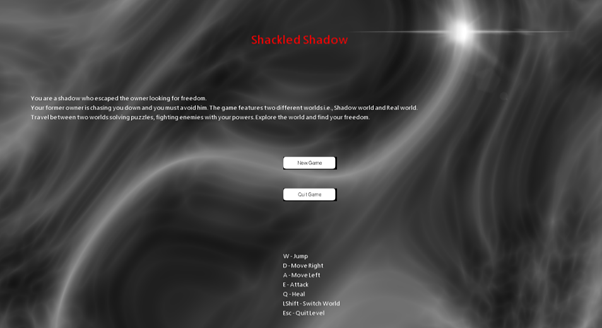 Shackled Shadow
You are a shadow who escaped the owner looking for freedom.
Your former owner is chasing you down and you must avoid him. The game features two different worlds i.e., Shadow world and Real world.
Travel between two worlds solving puzzles, fighting enemies with your powers. Explore the world and find your freedom.
New Game
Quit Game
W - Jump
D - Move Right
A - Move Left
E - Attack
Q - Heal
LShift - Switch World
Esc - Quit Level